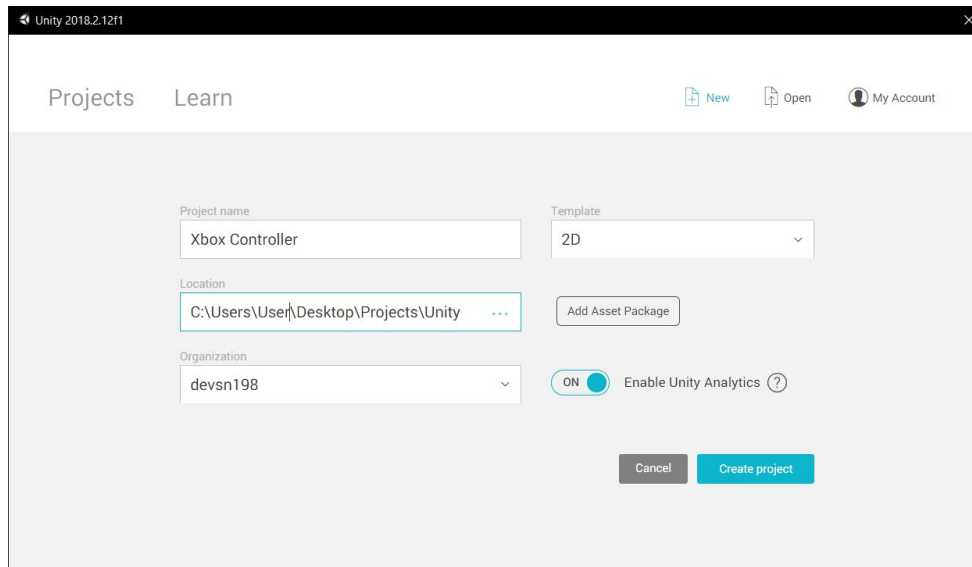 Unity 2018.2.12f1
Projects Learn New Open My Account
Project name Template
Xbox Controller 2D
Location
C:\Users\User\Desktop\Projects\Unity ... Add Asset Package
Organization
devsn198 ON Enable Unity Analytics ?
Cancel Create project